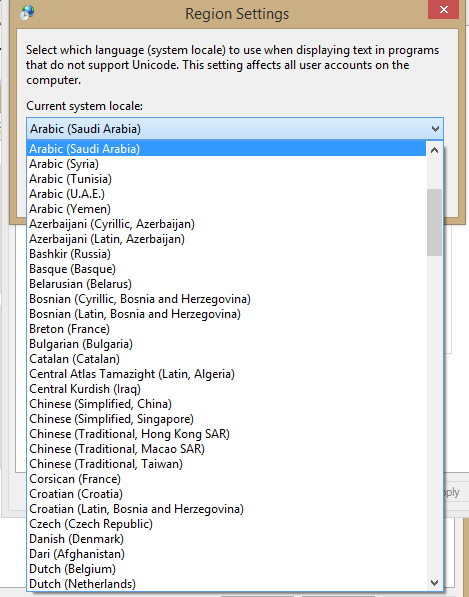 Region Settings
Select which language (system locale) to use when displaying text in programs
that do not support Unicode. This setting affects all user accounts on the
computer.
Current system locale:
Arabic (Saudi Arabia)
Arabic (Saudi Arabia)
Arabic (Syria)
Arabic (Tunisia)
Arabic (U.A.E.)
Arabic (Yemen)
Azerbaijani (Cyrillic, Azerbaijan)
Azerbaijani (Latin, Azerbaijan)
Bashkir (Russia)
Basque (Basque)
Belarusian (Belarus)
Bosnian (Cyrillic, Bosnia and Herzegovina)
Bosnian (Latin, Bosnia and Herzegovina)
Breton (France)
Bulgarian (Bulgaria)
Catalan (Catalan)
Central Atlas Tamazight (Latin, Algeria)
Central Kurdish (Iraq)
Chinese (Simplified, China)
Chinese (Simplified, Singapore)
Chinese (Traditional, Hong Kong SAR)
Chinese (Traditional, Macao SAR)
Chinese (Traditional, Taiwan)
Corsican (France)
Croatian (Croatia)
Croatian (Latin, Bosnia and Herzegovina)
Czech (Czech Republic)
Danish (Denmark)
Dari (Afghanistan)
Dutch (Belgium)
Dutch (Netherlands)